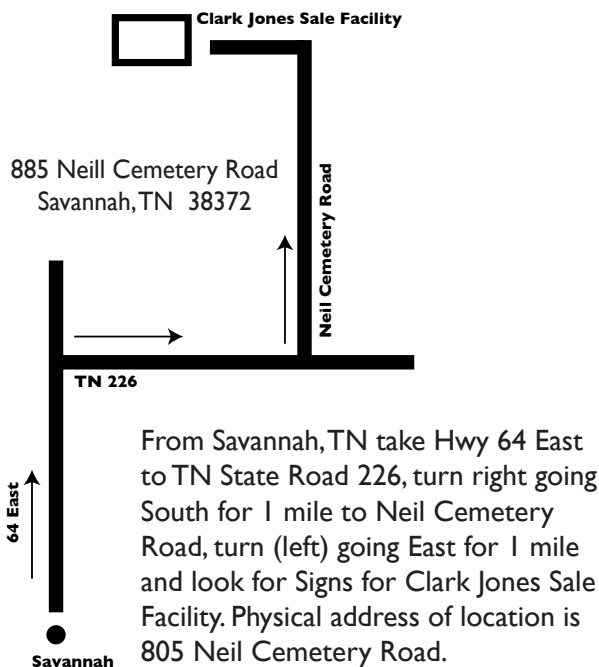 Clark Jones Sale Facility
885 Neill Cemetery Road
Savannah, TN  38372
Neil Cemetery Road
TN 226
64 East
Savannah
From Savannah, TN take Hwy 64 East
to TN State Road 226, turn right going
South for 1 mile to Neil Cemetery
Road, turn (left) going East for 1 mile
and look for Signs for Clark Jones Sale
Facility. Physical address of location is
805 Neil Cemetery Road.